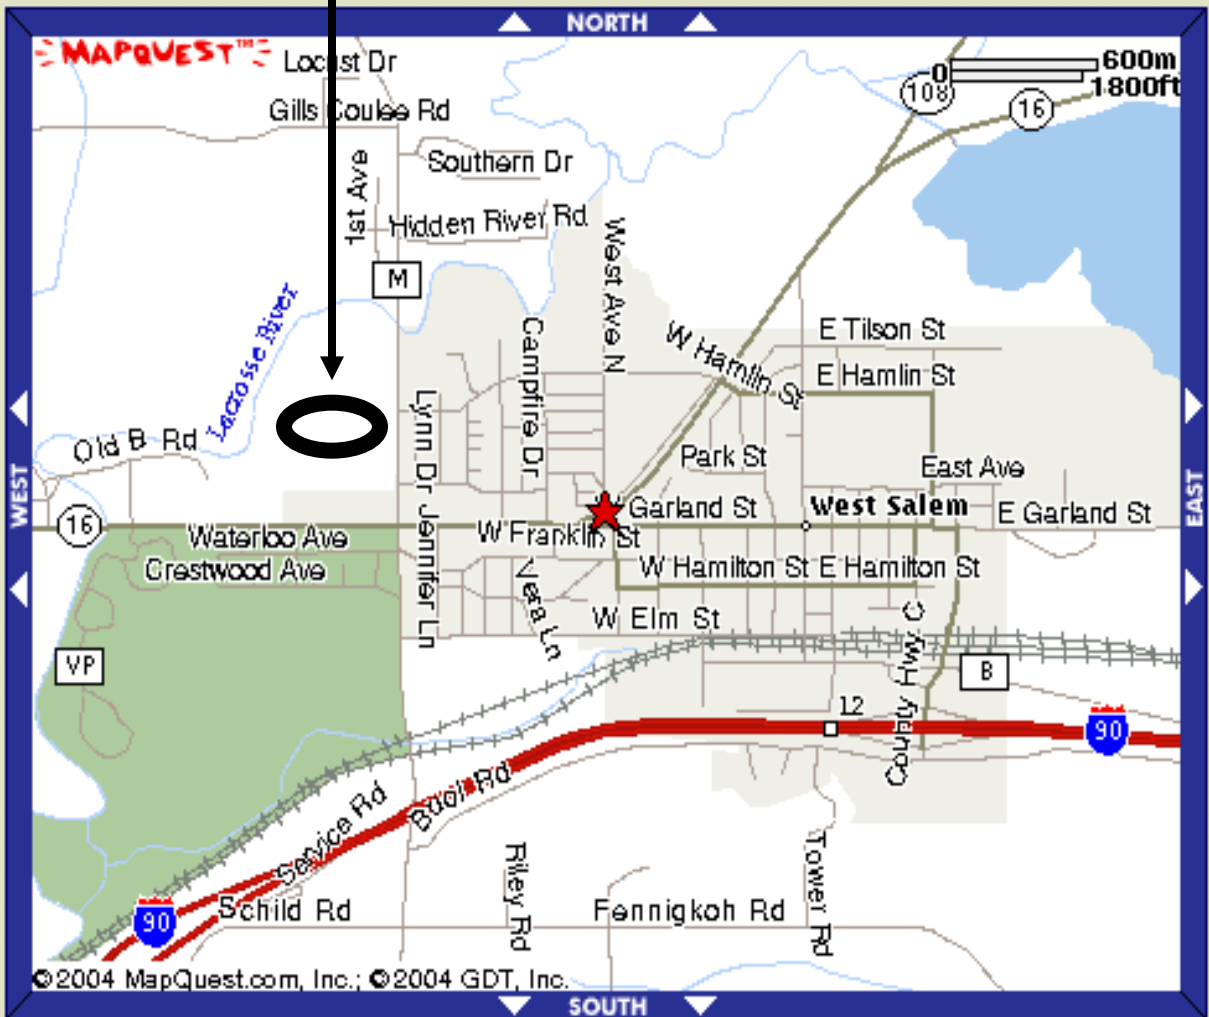 NORTH
MAPQUEST™
Locust Dr
0 600m
1800ft
108
16
Gills Coulee Rd
Southern Dr
1st Ave
Hidden River Rd
West Ave N
M
Lacrosse River
Campfire Dr
W Hamlin St
E Tilson St
E Hamlin St
Lynn Dr
Old B Rd
Park St
East Ave
WEST
EAST
16
Garland St
West Salem
E Garland St
Waterloo Ave
W Franklin St
Crestwood Ave
Jennifer Ln
Vera Ln
W Hamilton St
E Hamilton St
W Elm St
County Hwy C
VP
B
12
90
Buol Rd
Service Rd
Riley Rd
Tower Rd
90
Schild Rd
Fennigkoh Rd
©2004 MapQuest.com, Inc.; ©2004 GDT, Inc.
SOUTH